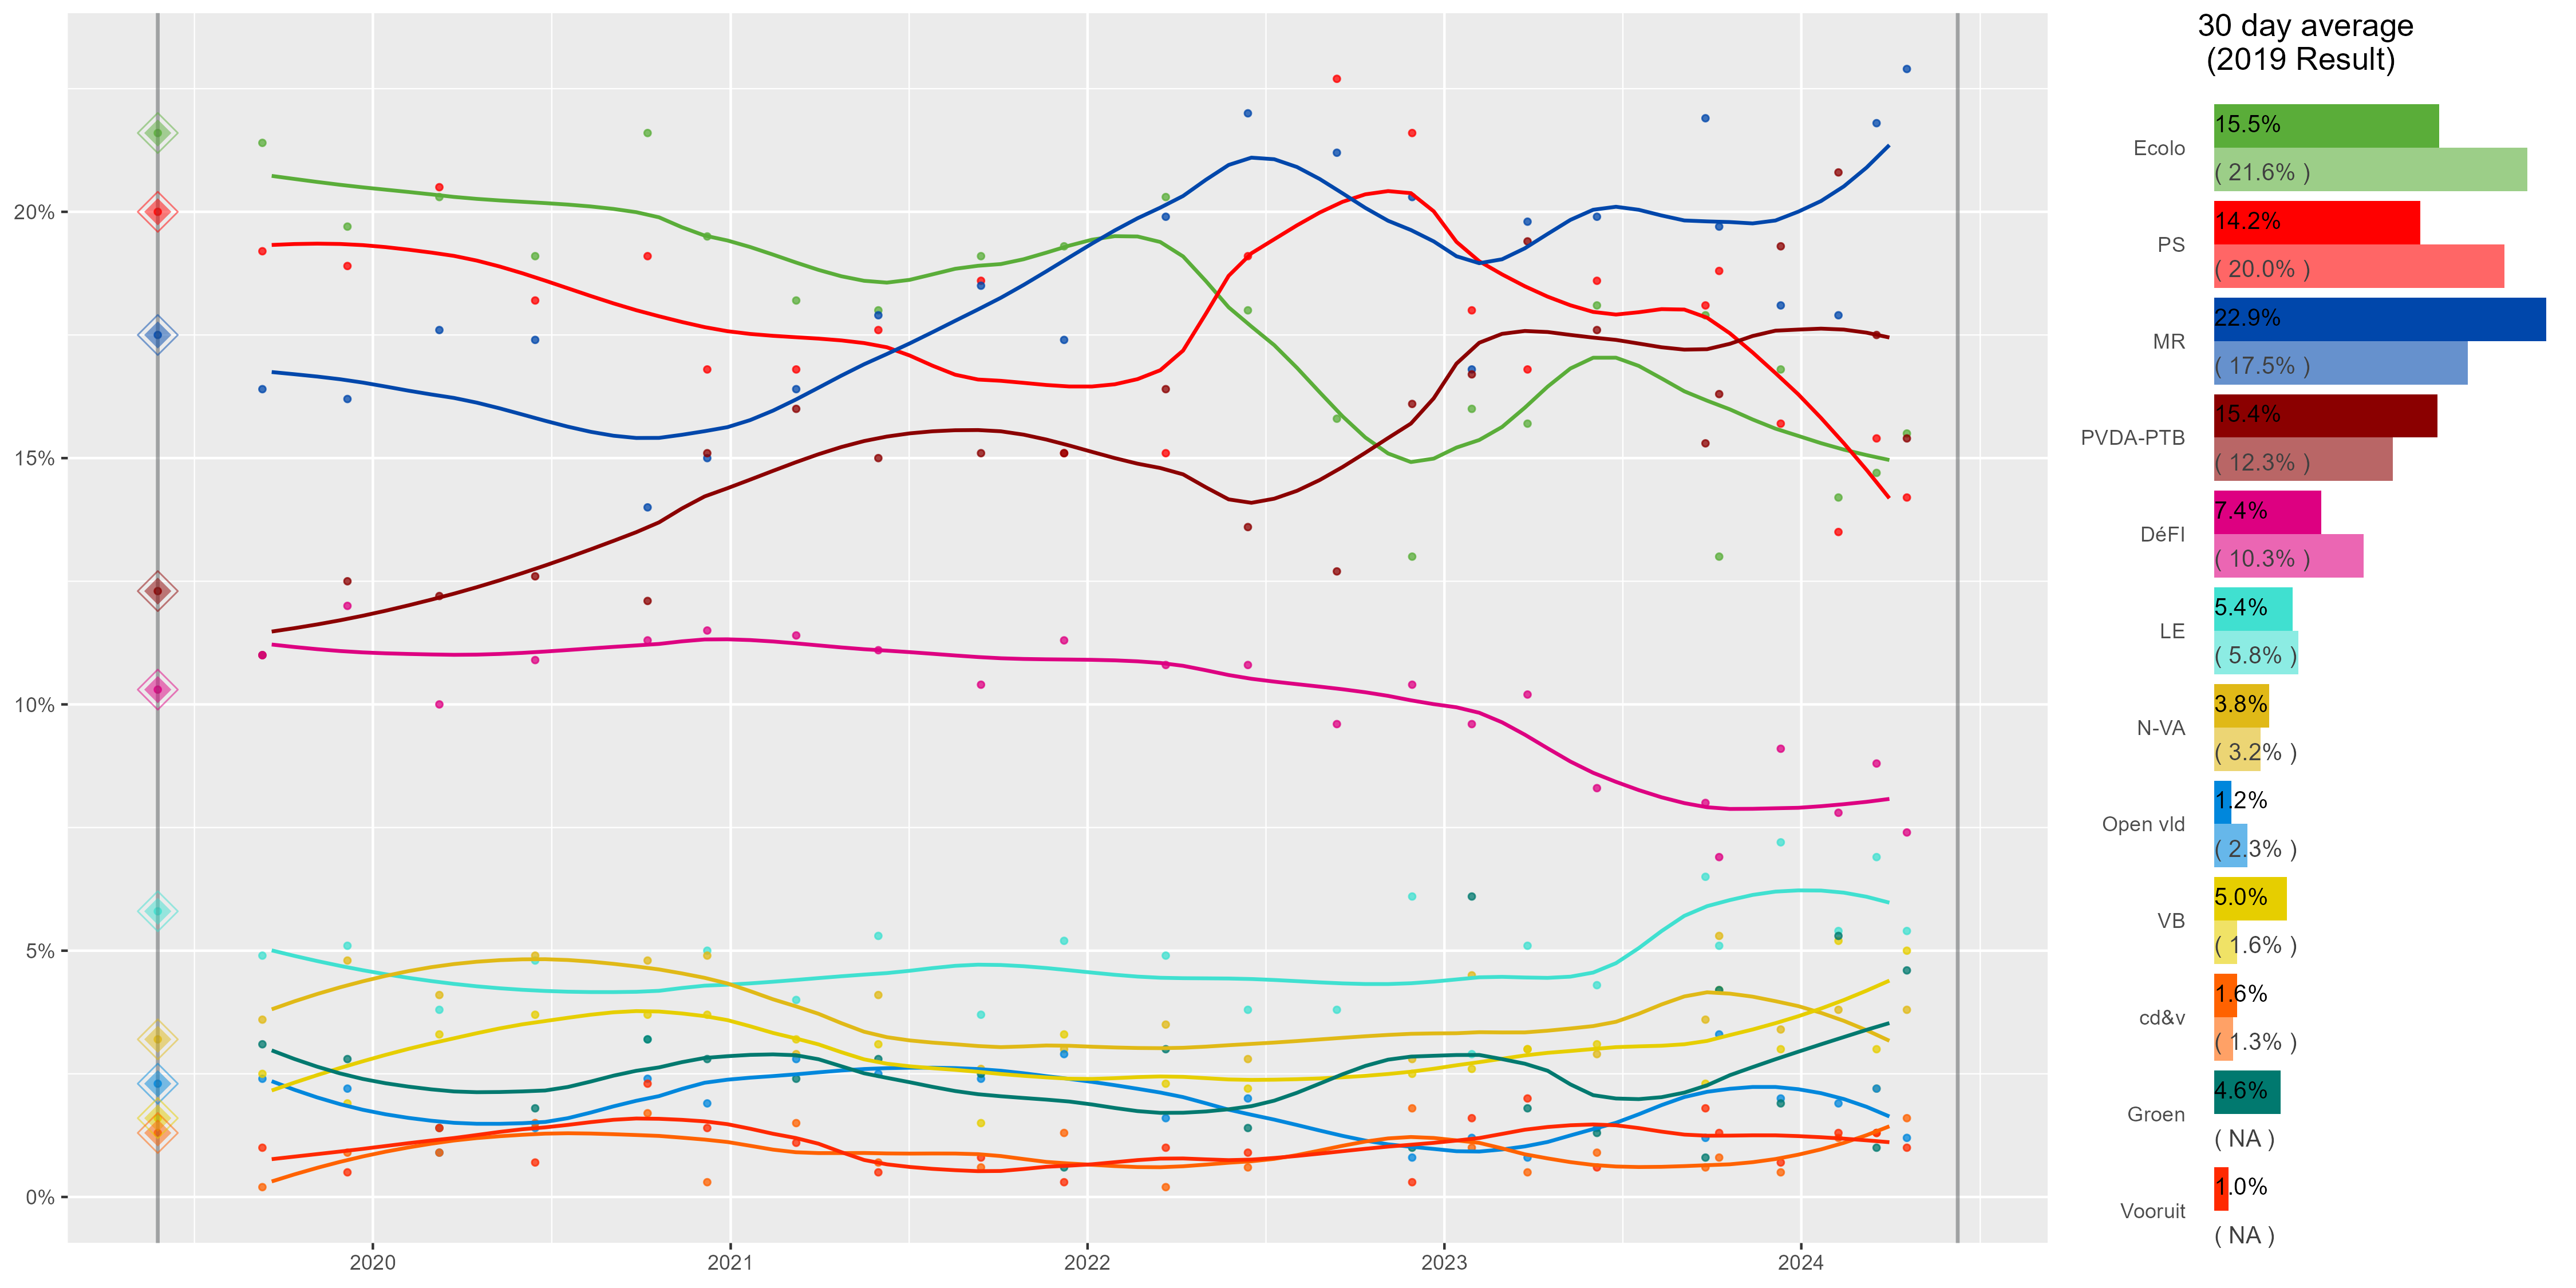 30 day average
(2019 Result)
20%
15%
10%
5%
0%
2020
2021
2022
2023
2024
Ecolo
15.5%
( 21.6% )
PS
14.2%
( 20.0% )
MR
22.9%
( 17.5% )
PVDA-PTB
15.4%
( 12.3% )
DéFI
7.4%
( 10.3% )
LE
5.4%
( 5.8% )
N-VA
3.8%
( 3.2% )
Open vld
1.2%
( 2.3% )
VB
5.0%
( 1.6% )
cd&v
1.6%
( 1.3% )
Groen
4.6%
( NA )
Vooruit
1.0%
( NA )